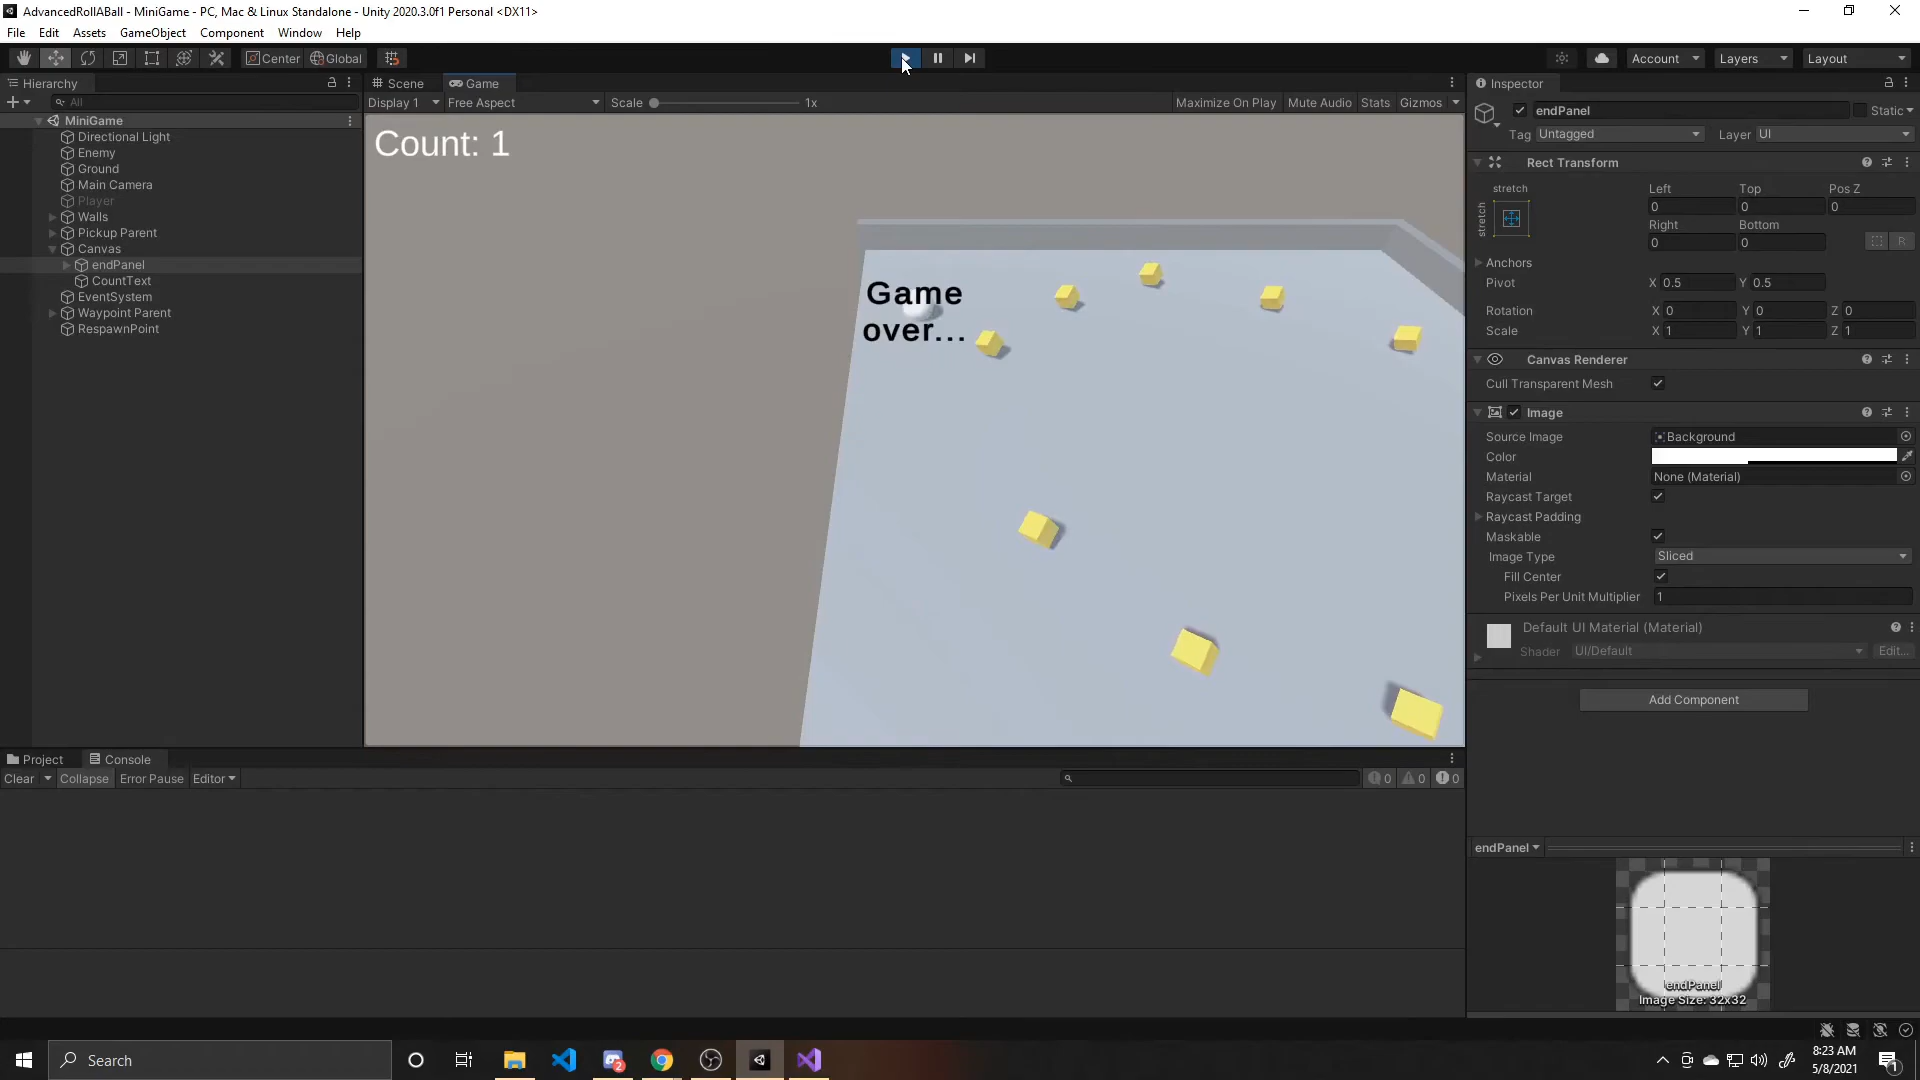 AdvancedRollABall - MiniGame - PC, Mac & Linux Standalone - Unity 2020.3.0f1 Personal <DX11>
File Edit Assets GameObject Component Window Help
Center Global Account Layers Layout
Hierarchy
All
MiniGame
Directional Light
Enemy
Ground
Main Camera
Player
Walls
Pickup Parent
Canvas
endPanel
CountText
EventSystem
Waypoint Parent
RespawnPoint
Scene Game
Display 1 Free Aspect Scale 1x Maximize On Play Mute Audio Stats Gizmos
Count: 1
Game
over...
Inspector
endPanel Static
Tag Untagged Layer UI
Rect Transform
stretch
stretch
Left Top Pos Z
0 0 0
Right Bottom
0 0 R
Anchors
Pivot X 0.5 Y 0.5
Rotation X 0 Y 0 Z 0
Scale X 1 Y 1 Z 1
Canvas Renderer
Cull Transparent Mesh
Image
Source Image Background
Color
Material None (Material)
Raycast Target
Raycast Padding
Maskable
Image Type Sliced
Fill Center
Pixels Per Unit Multiplier 1
Default UI Material (Material)
Shader UI/Default Edit...
Add Component
endPanel
endPanel
Image Size: 32x32
Project Console
Clear Collapse Error Pause Editor 0 0 0
Search
2
8:23 AM
5/8/2021
1